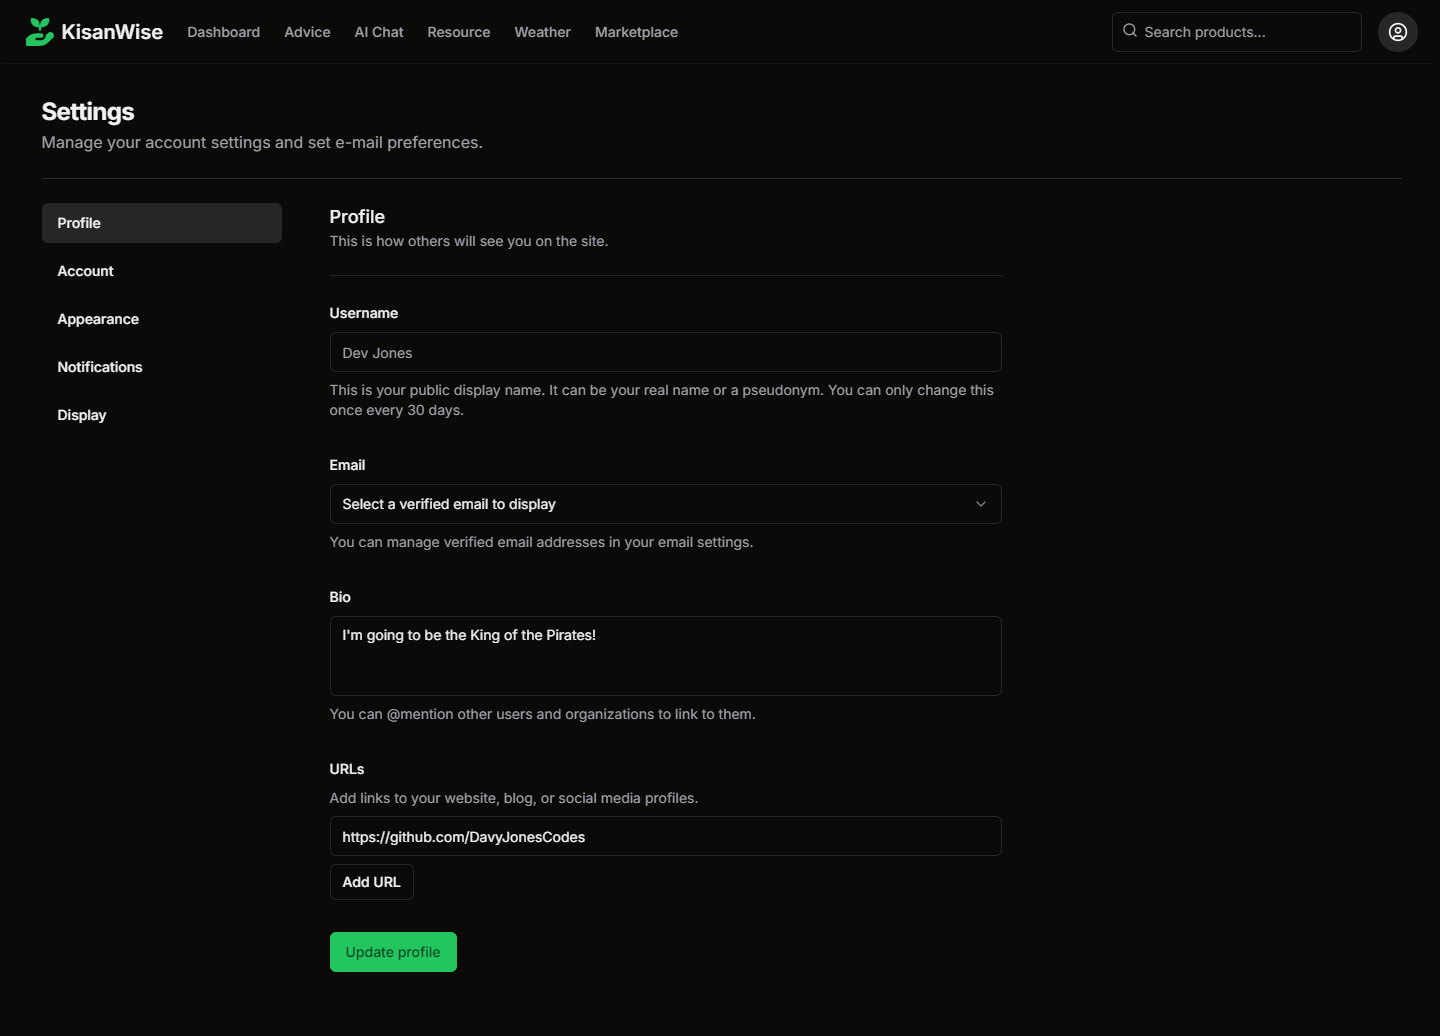 KisanWise
Dashboard
Advice
AI Chat
Resource
Weather
Marketplace
Search products...
Settings
Manage your account settings and set e-mail preferences.
Profile
Account
Appearance
Notifications
Display
Profile
This is how others will see you on the site.
Username
Dev Jones
This is your public display name. It can be your real name or a pseudonym. You can only change this
once every 30 days.
Email
Select a verified email to display
You can manage verified email addresses in your email settings.
Bio
I'm going to be the King of the Pirates!
You can @mention other users and organizations to link to them.
URLs
Add links to your website, blog, or social media profiles.
https://github.com/DavyJonesCodes
Add URL
Update profile